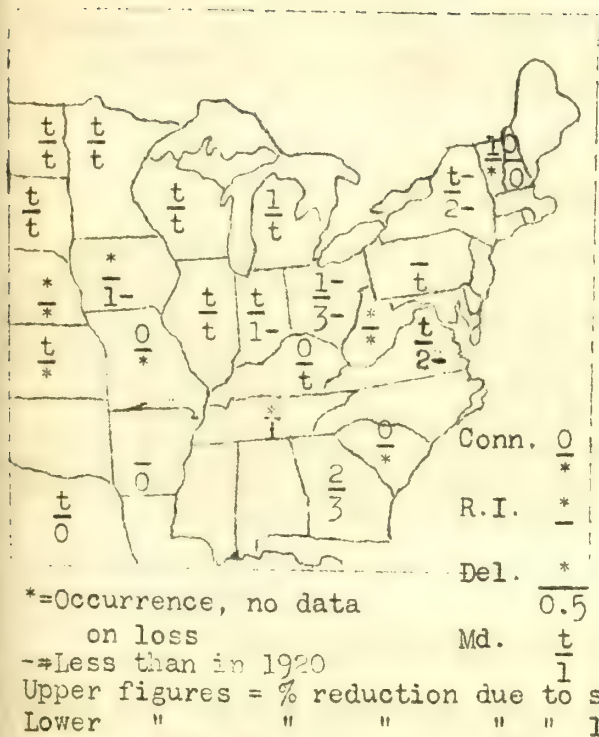 t/t t/t 1/* 0/0
t/t t/t 1/t t-/2-
*/* */1- t/t t/1- 1-/3- */* —/t
t/* 0/* 0/t t/2-
*/1
t/0 —/0 2/3 0/*
Conn. 0/*
R.I. */—
Del. */0.5
Md. t/1
*=Occurrence, no data
on loss
-=Less than in 1920
Upper figures = % reduction due to s
Lower " " " " " l